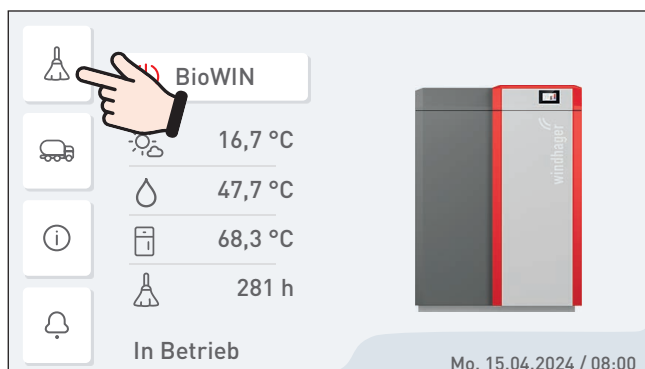 BioWIN
16,7 °C
47,7 °C
68,3 °C
281 h
In Betrieb
windhager
Mo. 15.04.2024 / 08:00